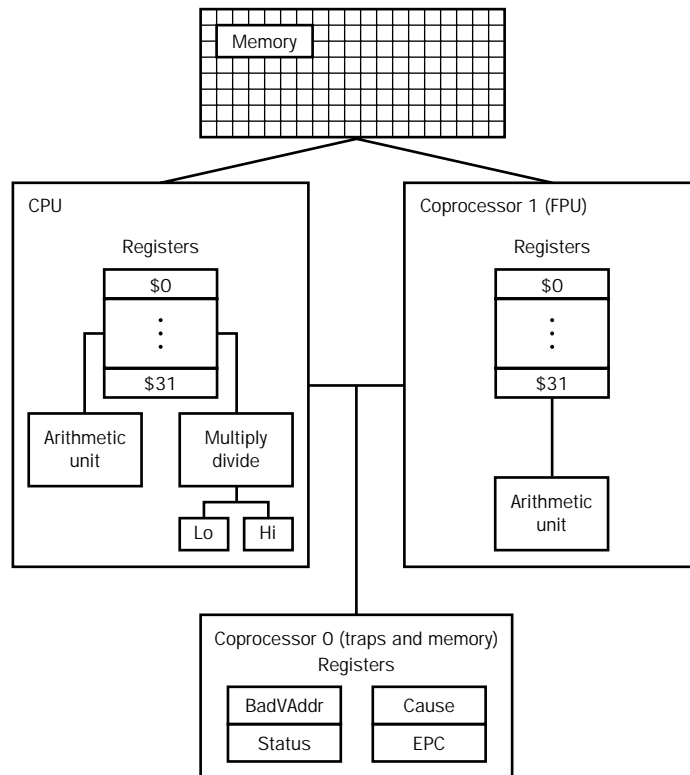 Memory
CPU
Registers
$0
$31
Arithmetic
unit
Multiply
divide
Lo
Hi
Coprocessor 1 (FPU)
Registers
$0
$31
Arithmetic
unit
Coprocessor 0 (traps and memory)
Registers
BadVAddr
Cause
Status
EPC